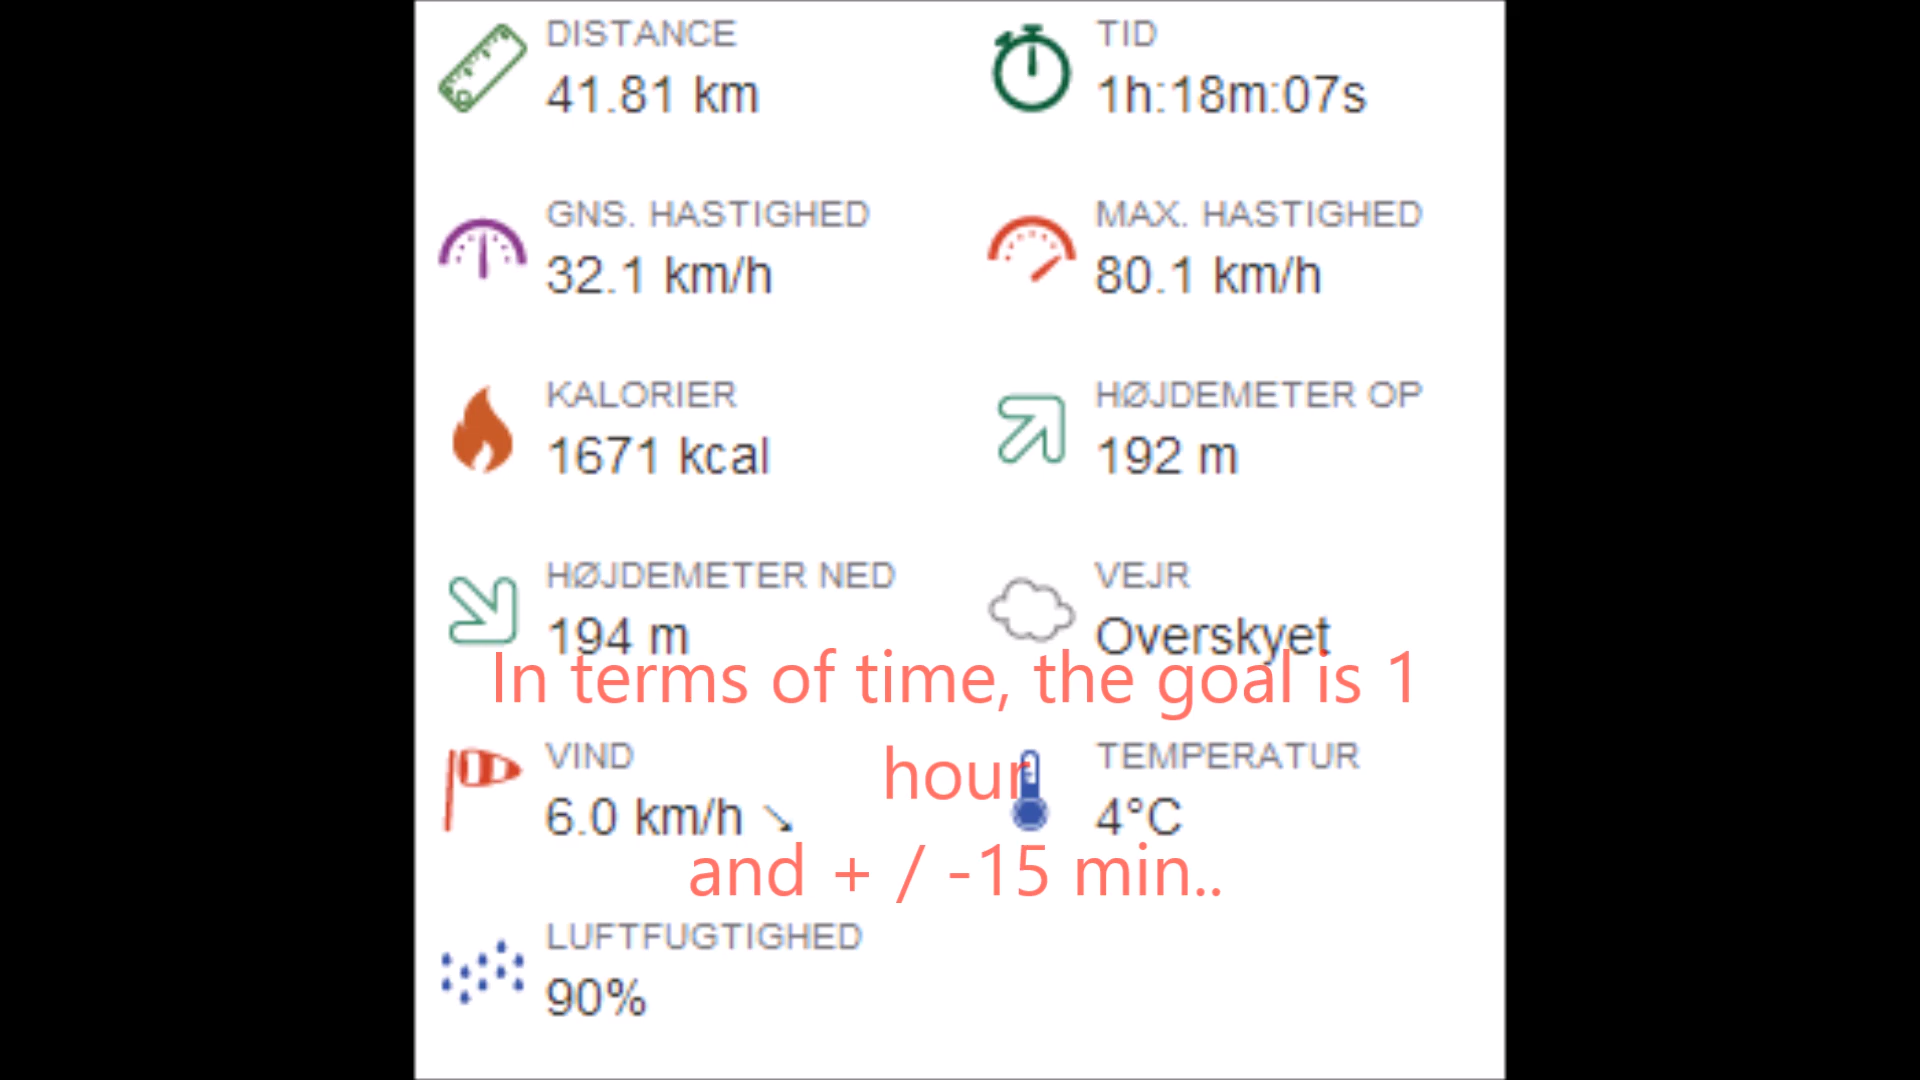 DISTANCE
41.81 km
TID
1h:18m:07s
GNS. HASTIGHED
32.1 km/h
MAX. HASTIGHED
80.1 km/h
KALORIER
1671 kcal
HØJDEMETER OP
192 m
HØJDEMETER NED
194 m
VEJR
Overskyet
In terms of time, the goal is 1
hour
and + / -15 min..
VIND
6.0 km/h ↘
TEMPERATUR
4°C
LUFTFUGTIGHED
90%